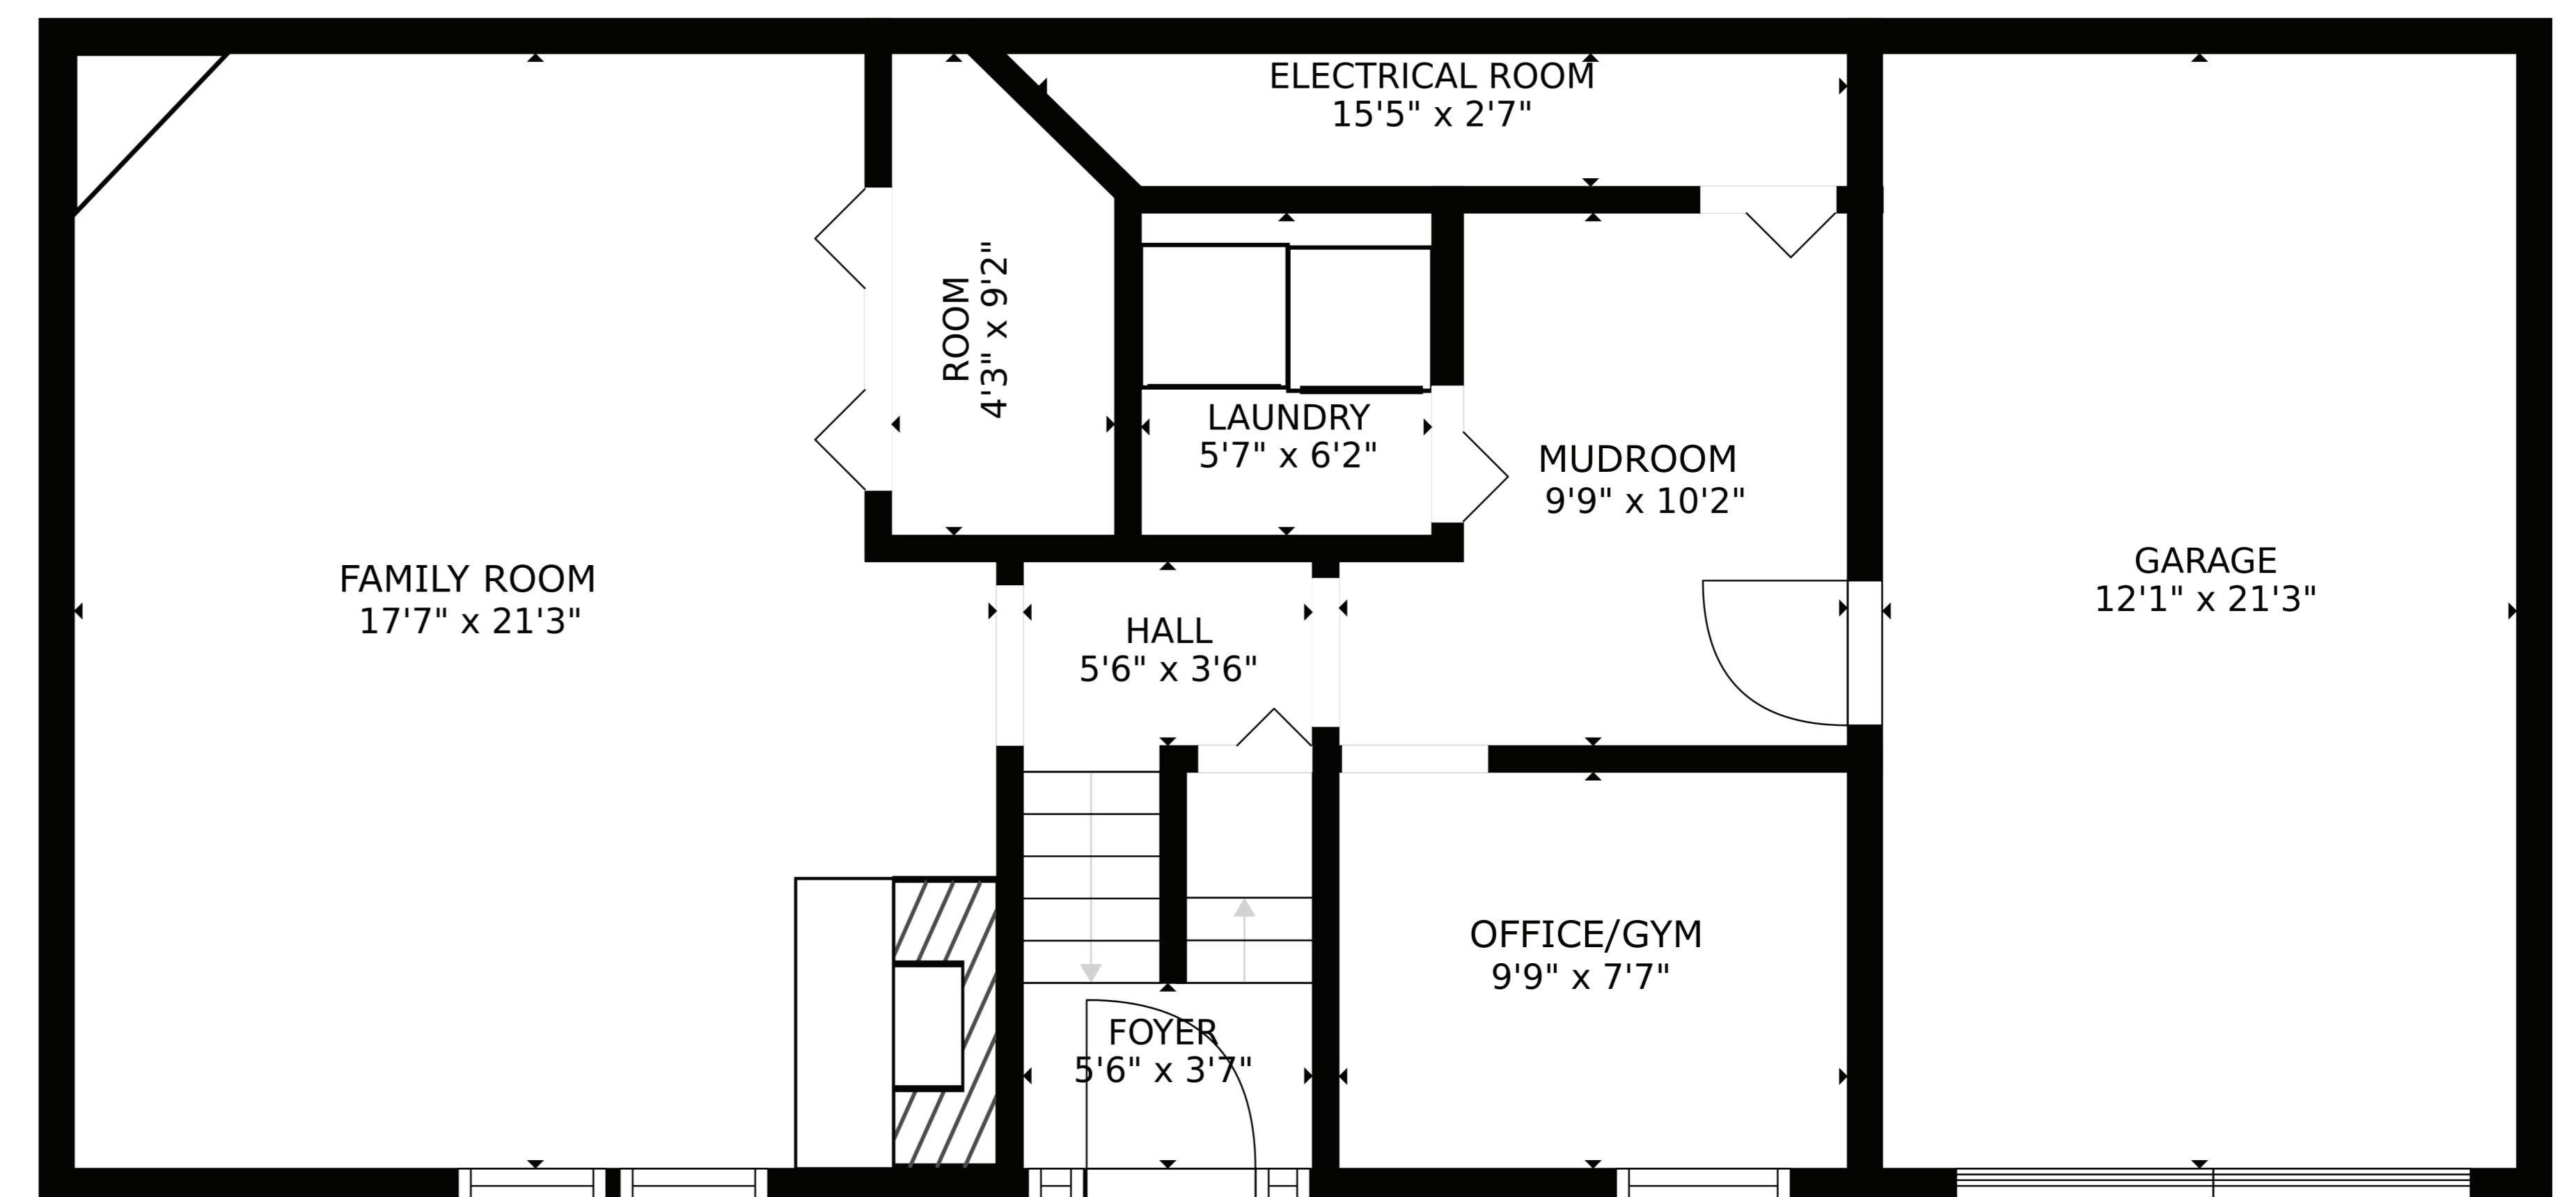 ELECTRICAL ROOM
15'5" x 2'7"
ROOM
4'3" x 9'2"
LAUNDRY
5'7" x 6'2"
MUDROOM
9'9" x 10'2"
FAMILY ROOM
17'7" x 21'3"
GARAGE
12'1" x 21'3"
HALL
5'6" x 3'6"
OFFICE/GYM
9'9" x 7'7"
FOYER
5'6" x 3'7"